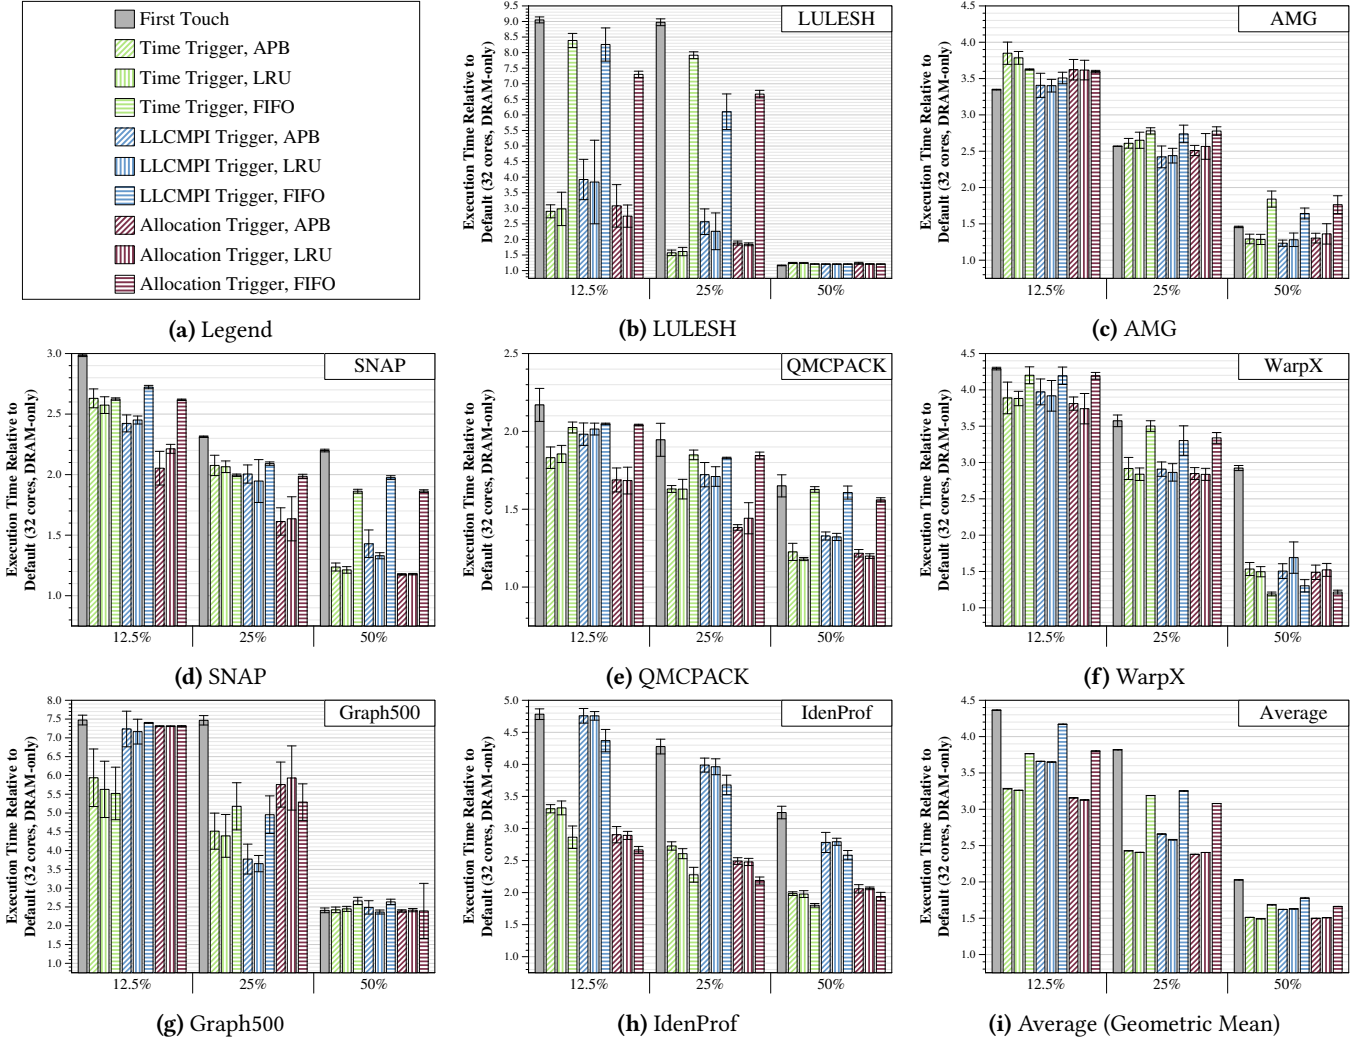 First Touch
Time Trigger, APB
Time Trigger, LRU
Time Trigger, FIFO
LLCMPI Trigger, APB
LLCMPI Trigger, LRU
LLCMPI Trigger, FIFO
Allocation Trigger, APB
Allocation Trigger, LRU
Allocation Trigger, FIFO
(a) Legend
Execution Time Relative to
Default (32 cores, DRAM-only)
9.5
9.0
8.5
8.0
7.5
7.0
6.5
6.0
5.5
5.0
4.5
4.0
3.5
3.0
2.5
2.0
1.5
1.0
LULESH
12.5% 25% 50%
(b) LULESH
Execution Time Relative to
Default (32 cores, DRAM-only)
4.5
4.0
3.5
3.0
2.5
2.0
1.5
1.0
AMG
12.5% 25% 50%
(c) AMG
Execution Time Relative to
Default (32 cores, DRAM-only)
3.0
2.5
2.0
1.5
1.0
SNAP
12.5% 25% 50%
(d) SNAP
Execution Time Relative to
Default (32 cores, DRAM-only)
2.5
2.0
1.5
1.0
QMCPACK
12.5% 25% 50%
(e) QMCPACK
Execution Time Relative to
Default (32 cores, DRAM-only)
4.5
4.0
3.5
3.0
2.5
2.0
1.5
1.0
WarpX
12.5% 25% 50%
(f) WarpX
Execution Time Relative to
Default (32 cores, DRAM-only)
8.0
7.5
7.0
6.5
6.0
5.5
5.0
4.5
4.0
3.5
3.0
2.5
2.0
1.5
1.0
Graph500
12.5% 25% 50%
(g) Graph500
Execution Time Relative to
Default (32 cores, DRAM-only)
5.0
4.5
4.0
3.5
3.0
2.5
2.0
1.5
1.0
IdenProf
12.5% 25% 50%
(h) IdenProf
Execution Time Relative to
Default (32 cores, DRAM-only)
4.5
4.0
3.5
3.0
2.5
2.0
1.5
1.0
Average
12.5% 25% 50%
(i) Average (Geometric Mean)